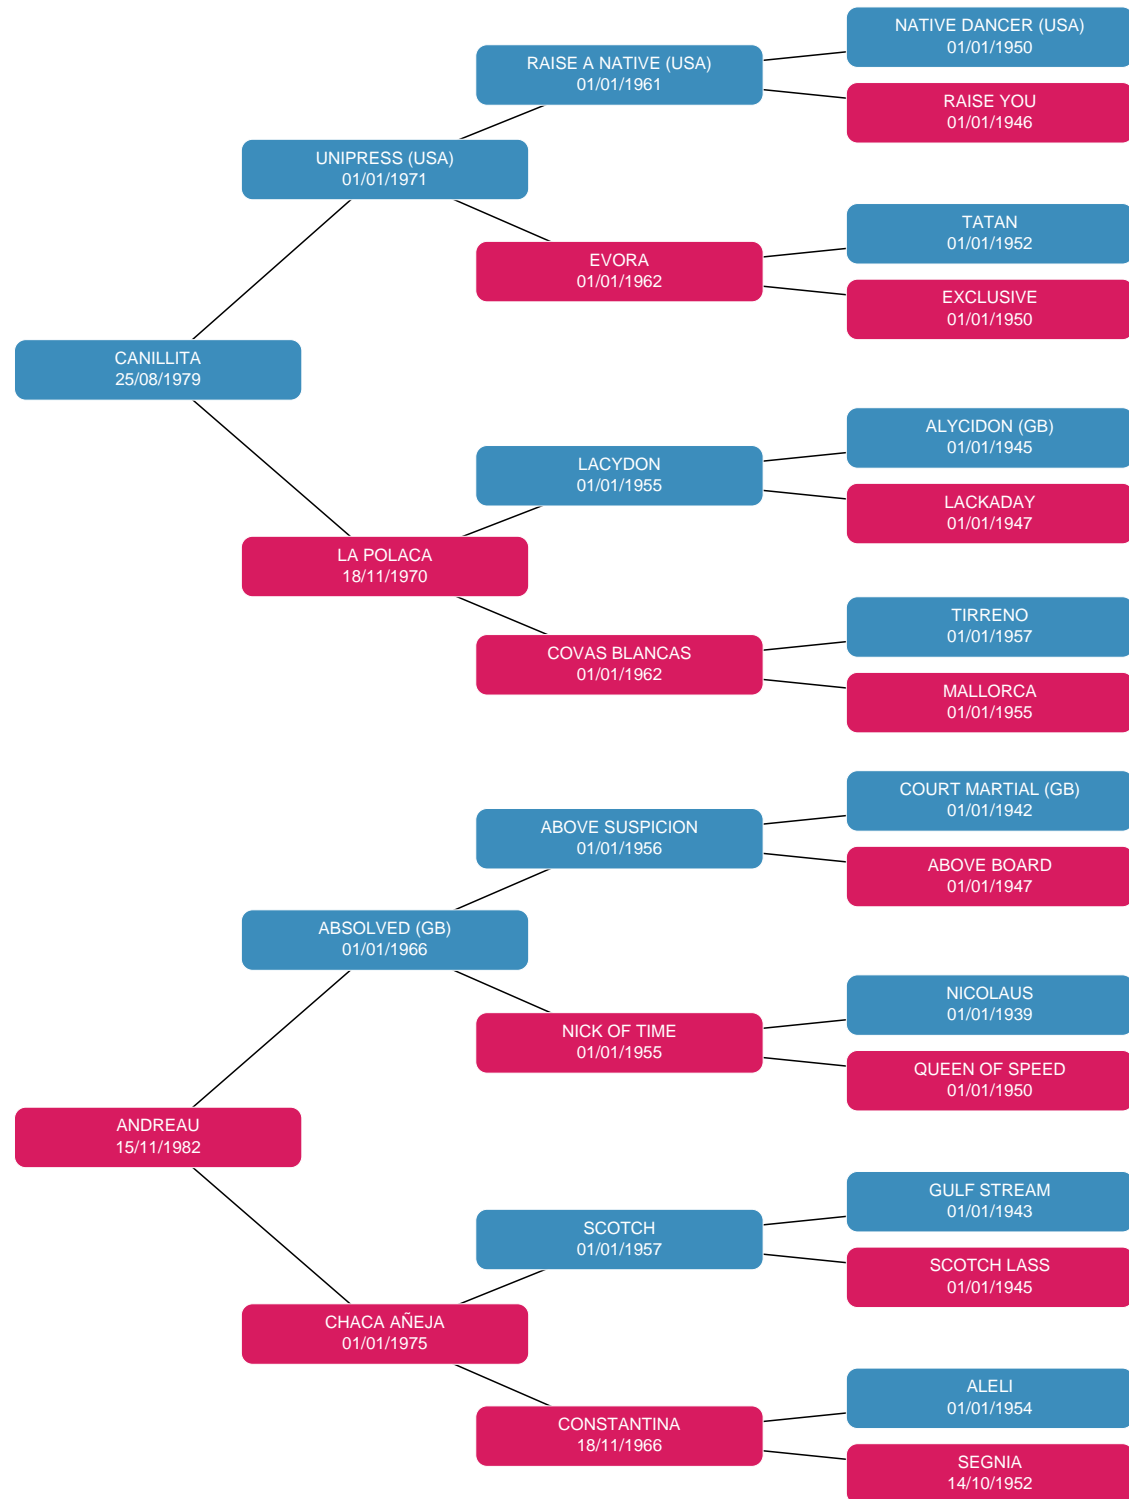 NATIVE DANCER (USA)
01/01/1950
RAISE A NATIVE (USA)
01/01/1961
RAISE YOU
01/01/1946
UNIPRESS (USA)
01/01/1971
TATAN
01/01/1952
EVORA
01/01/1962
EXCLUSIVE
01/01/1950
CANILLITA
25/08/1979
ALYCIDON (GB)
01/01/1945
LACYDON
01/01/1955
LACKADAY
01/01/1947
LA POLACA
18/11/1970
TIRRENO
01/01/1957
COVAS BLANCAS
01/01/1962
MALLORCA
01/01/1955
COURT MARTIAL (GB)
01/01/1942
ABOVE SUSPICION
01/01/1956
ABOVE BOARD
01/01/1947
ABSOLVED (GB)
01/01/1966
NICOLAUS
01/01/1939
NICK OF TIME
01/01/1955
QUEEN OF SPEED
01/01/1950
ANDREAU
15/11/1982
GULF STREAM
01/01/1943
SCOTCH
01/01/1957
SCOTCH LASS
01/01/1945
CHACA AÑEJA
01/01/1975
ALELI
01/01/1954
CONSTANTINA
18/11/1966
SEGNIA
14/10/1952